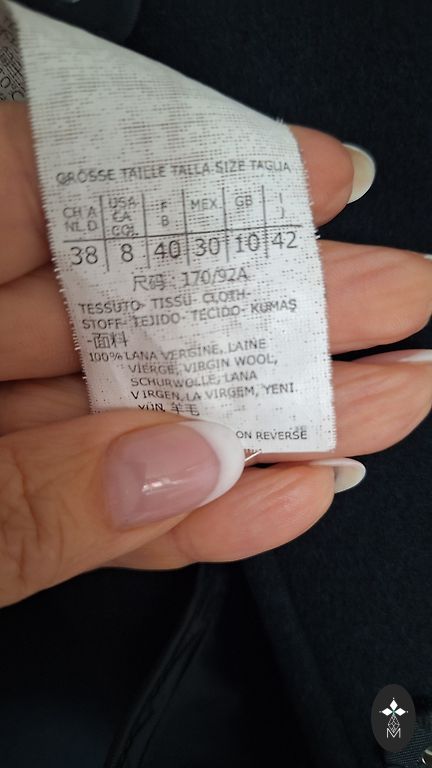 GRÖSSE TAILLE TALLA SIZE TAGLIA
CH A USA F MEX GB I
NL D CA B J
COL
38 8 40 30 10 42
尺码: 170/92A
TESSUTO- TISSU- CLOTH-
STOFF- TEJIDO- TECIDO- KUMAŞ
-面料
100% LANA VERGINE, LAINE
VIERGE, VIRGIN WOOL,
SCHURWOLLE, LANA
VIRGEN, LA VIRGEM, YENI
YÜN, 羊毛
ON REVERSE
M